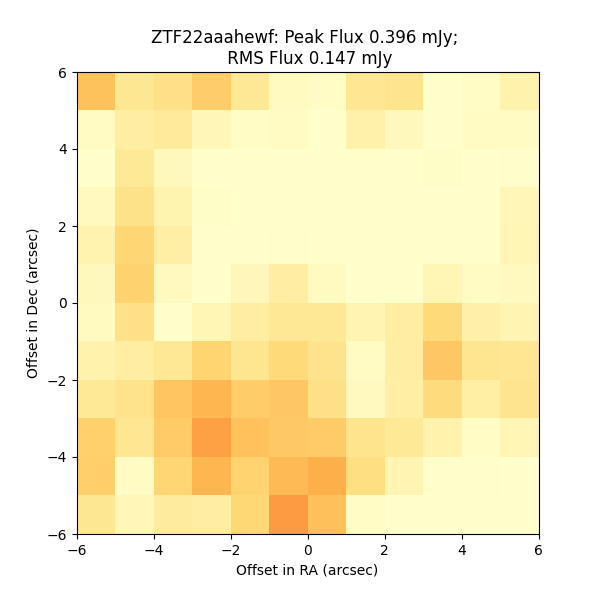 ZTF22aaahewf: Peak Flux 0.396 mJy;
RMS Flux 0.147 mJy
6
4
2
0
−2
−4
−6
Offset in Dec (arcsec)
−6 −4 −2 0 2 4 6
Offset in RA (arcsec)